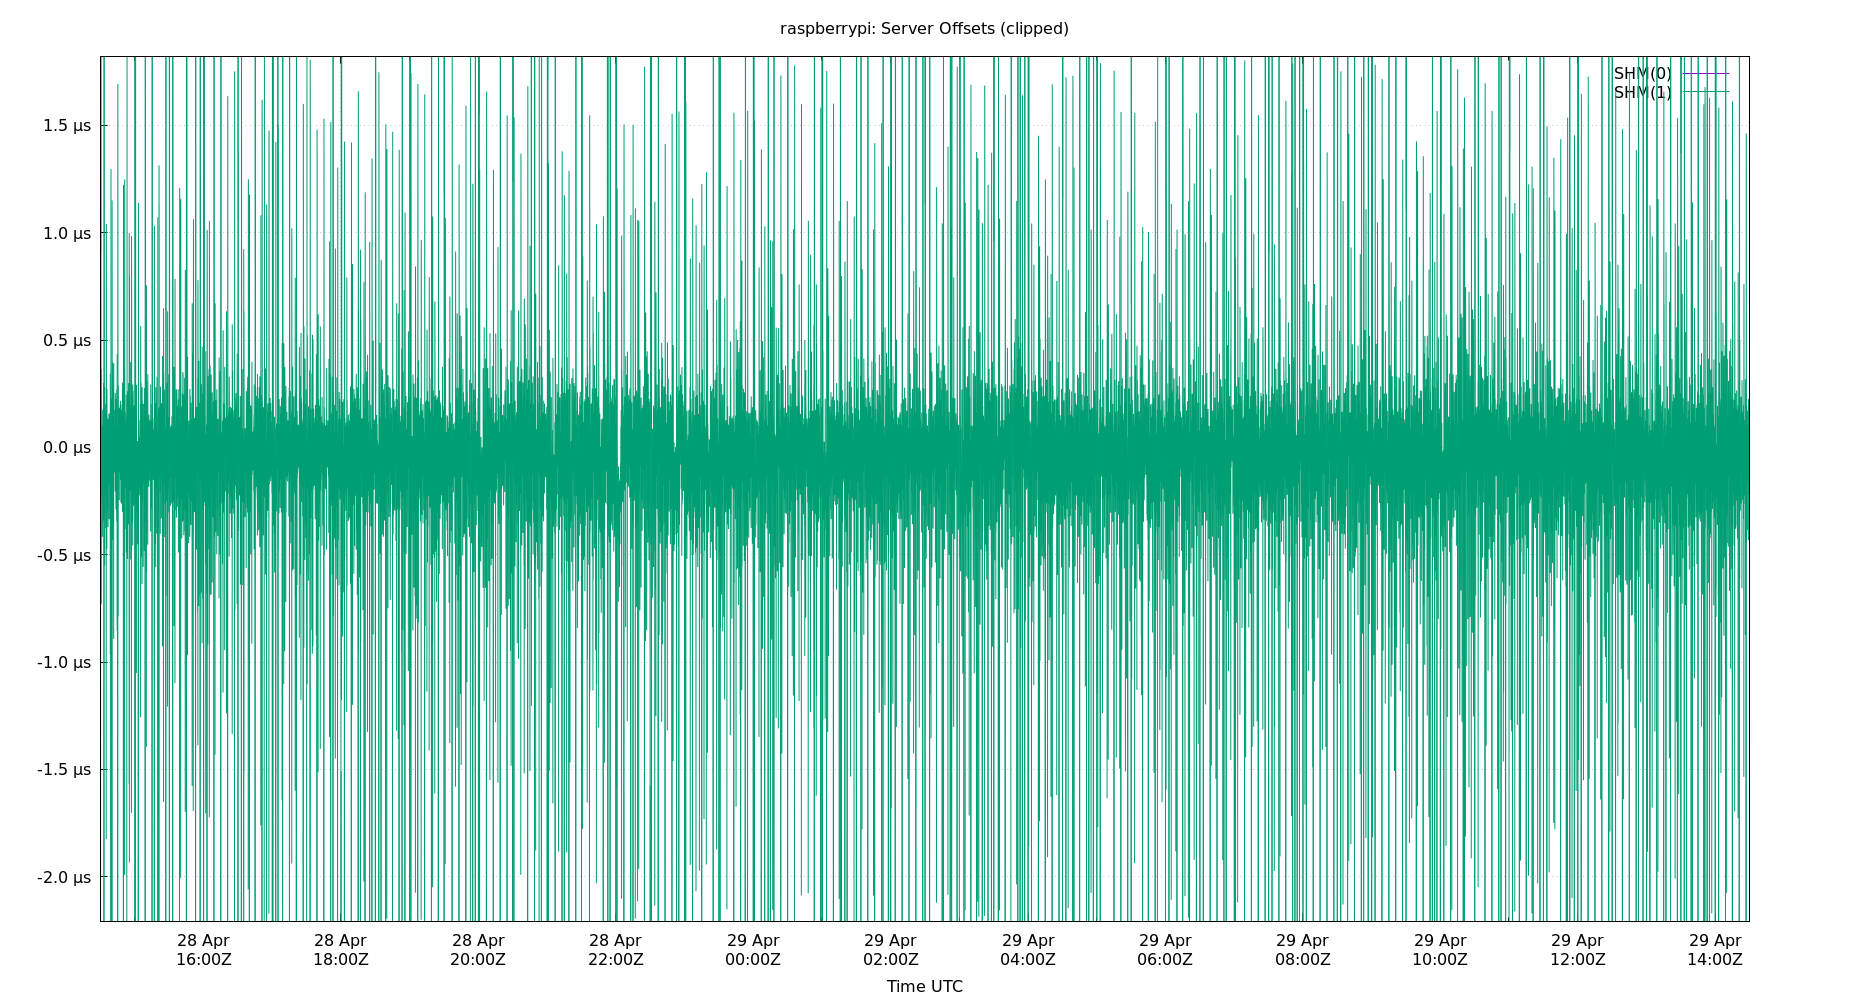 raspberrypi: Server Offsets (clipped)
SHM(0)
SHM(1)
1.5 µs
1.0 µs
0.5 µs
0.0 µs
-0.5 µs
-1.0 µs
-1.5 µs
-2.0 µs
28 Apr 28 Apr 28 Apr 28 Apr 29 Apr 29 Apr 29 Apr 29 Apr 29 Apr 29 Apr 29 Apr 29 Apr
16:00Z 18:00Z 20:00Z 22:00Z 00:00Z 02:00Z 04:00Z 06:00Z 08:00Z 10:00Z 12:00Z 14:00Z
Time UTC